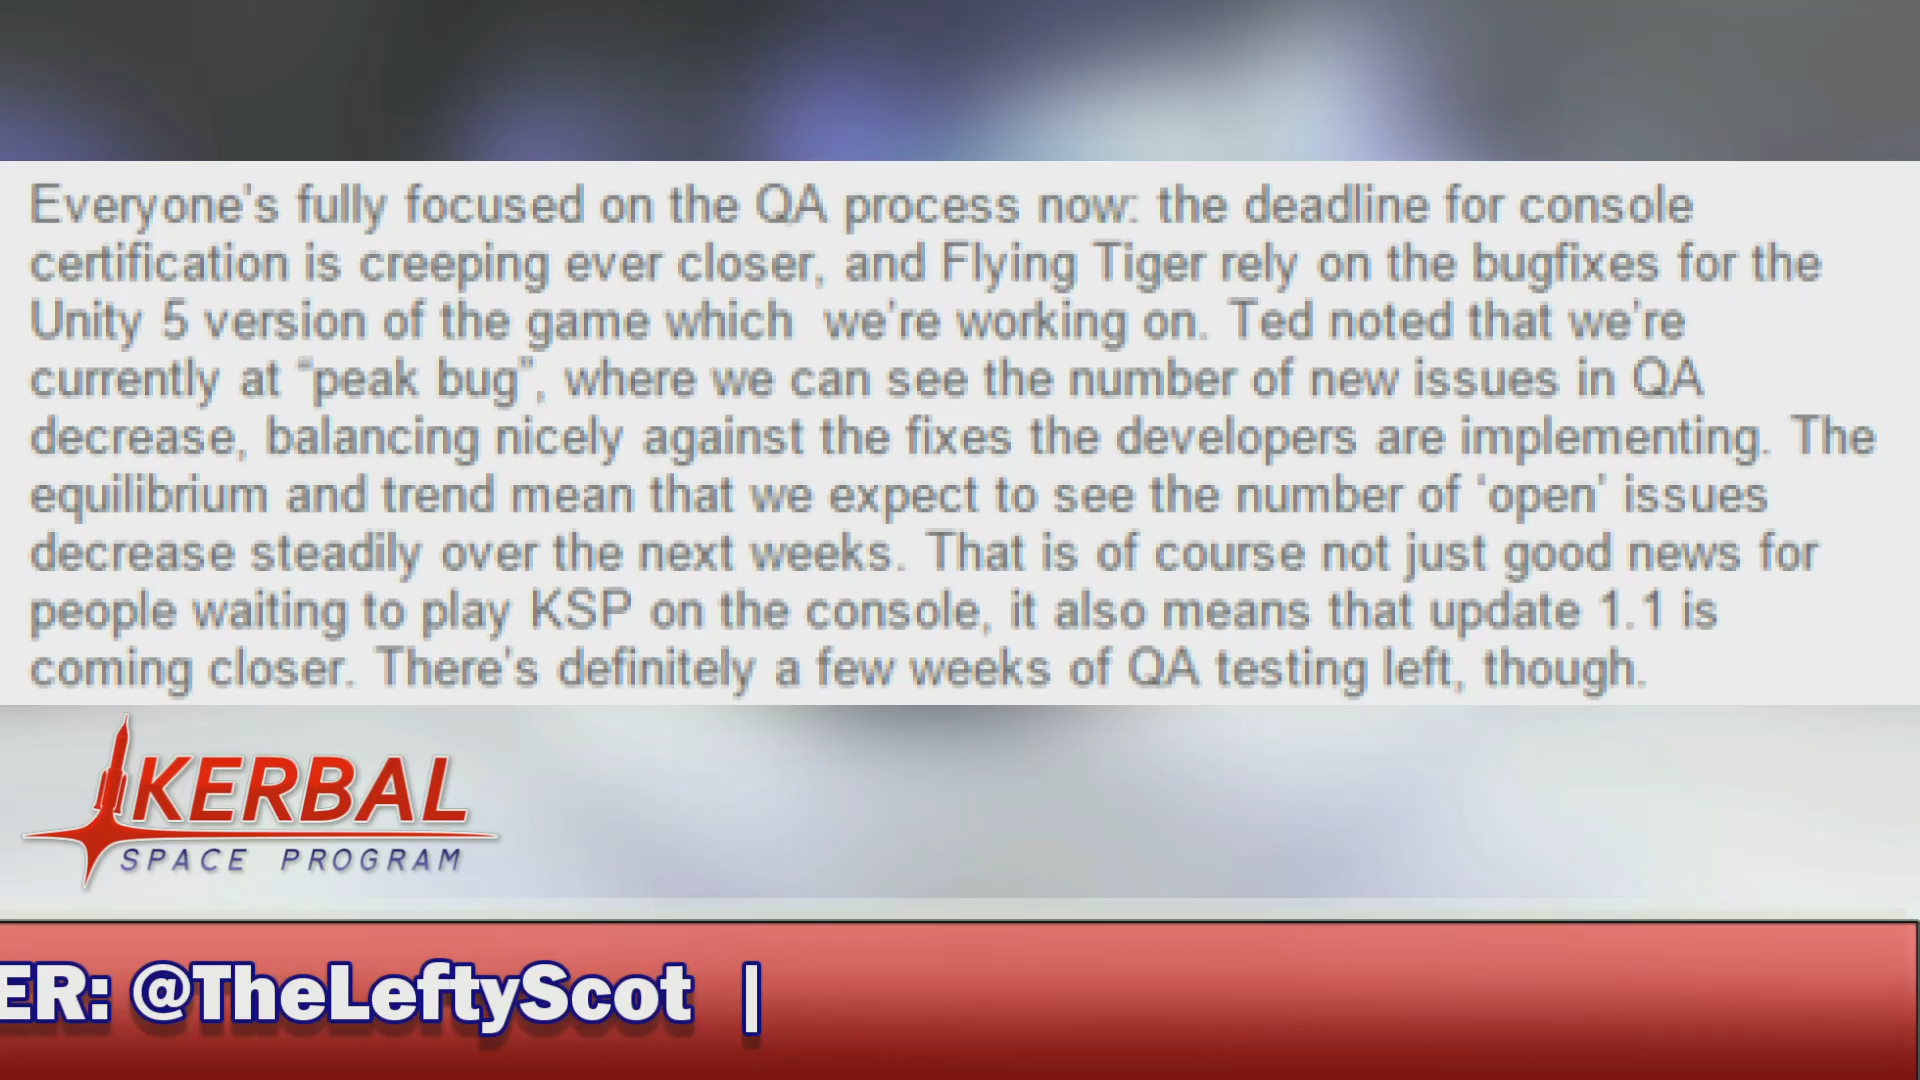 Everyone's fully focused on the QA process now: the deadline for console
certification is creeping ever closer, and Flying Tiger rely on the bugfixes for the
Unity 5 version of the game which  we're working on. Ted noted that we're
currently at “peak bug”, where we can see the number of new issues in QA
decrease, balancing nicely against the fixes the developers are implementing. The
equilibrium and trend mean that we expect to see the number of ‘open’ issues
decrease steadily over the next weeks. That is of course not just good news for
people waiting to play KSP on the console, it also means that update 1.1 is
coming closer. There's definitely a few weeks of QA testing left, though.
KERBAL
SPACE PROGRAM
ER: @TheLeftyScot |